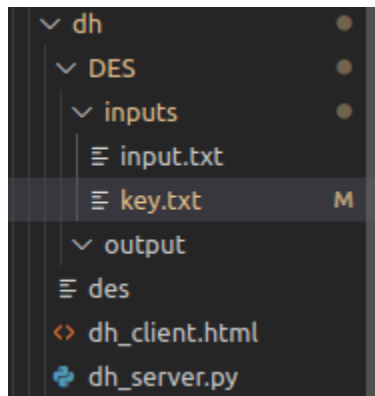 dh
DES
inputs
input.txt
key.txt M
output
des
dh_client.html
dh_server.py